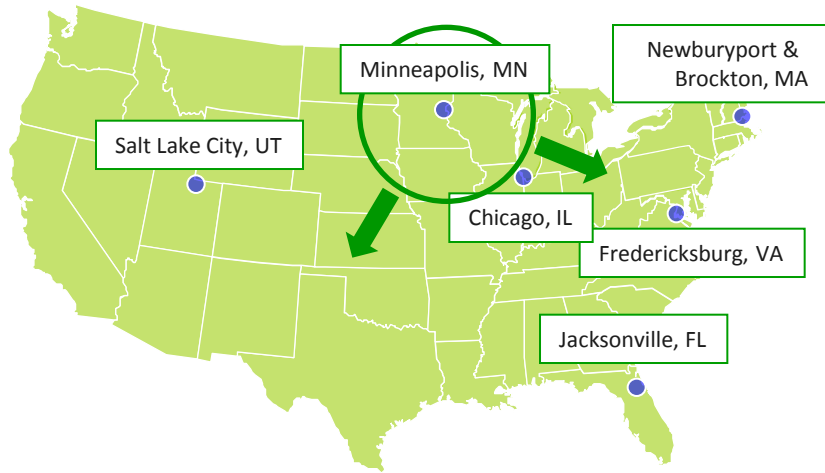 Newburyport &
Brockton, MA
Minneapolis, MN
Salt Lake City, UT
Chicago, IL
Fredericksburg, VA
Jacksonville, FL